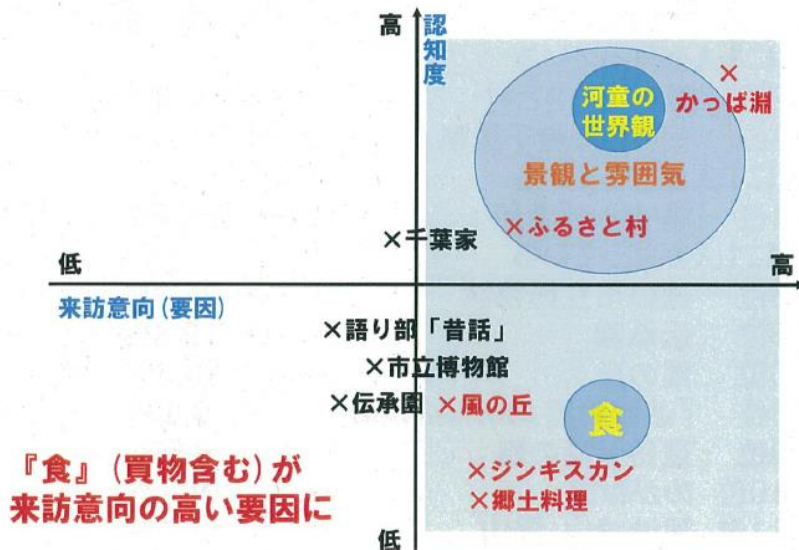 高
認知度
河童の
世界観
×
かっぱ淵
景観と雰囲気
×ふるさと村
×千葉家
低
高
来訪意向(要因)
×語り部「昔話」
×市立博物館
×伝承園
×風の丘
食
『食』(買物含む)が
来訪意向の高い要因に
×ジンギスカン
×郷土料理
低